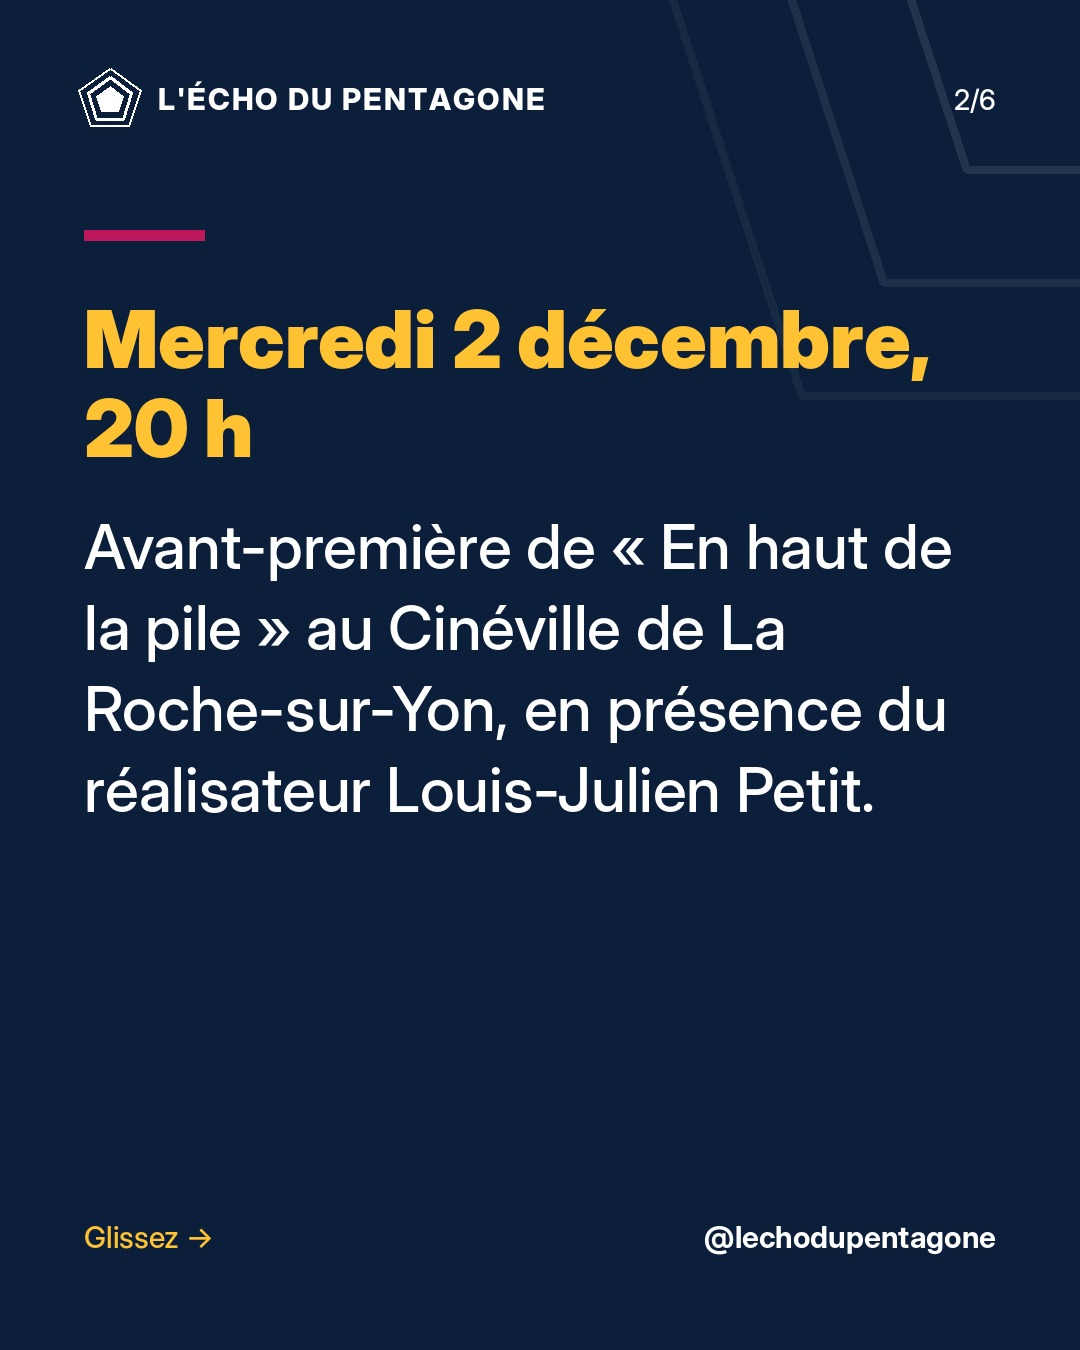 L'ÉCHO DU PENTAGONE
2/6
Mercredi 2 décembre,
20 h
Avant-première de « En haut de
la pile » au Cinéville de La
Roche-sur-Yon, en présence du
réalisateur Louis-Julien Petit.
Glissez →
@lechodupentagone